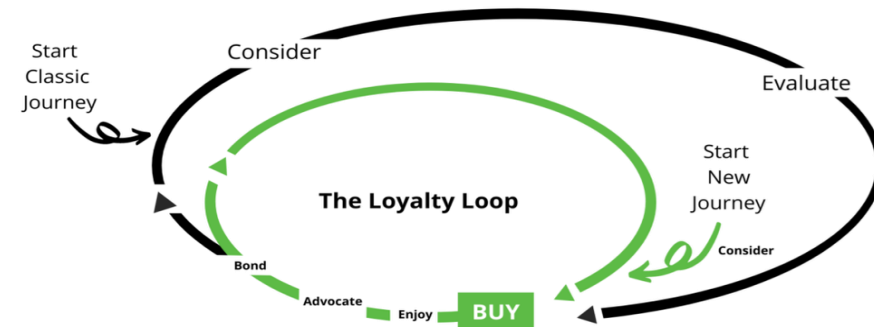 Start
Classic
Journey
Consider
Evaluate
The Loyalty Loop
Start
New
Journey
Consider
Bond
Advocate
Enjoy
BUY